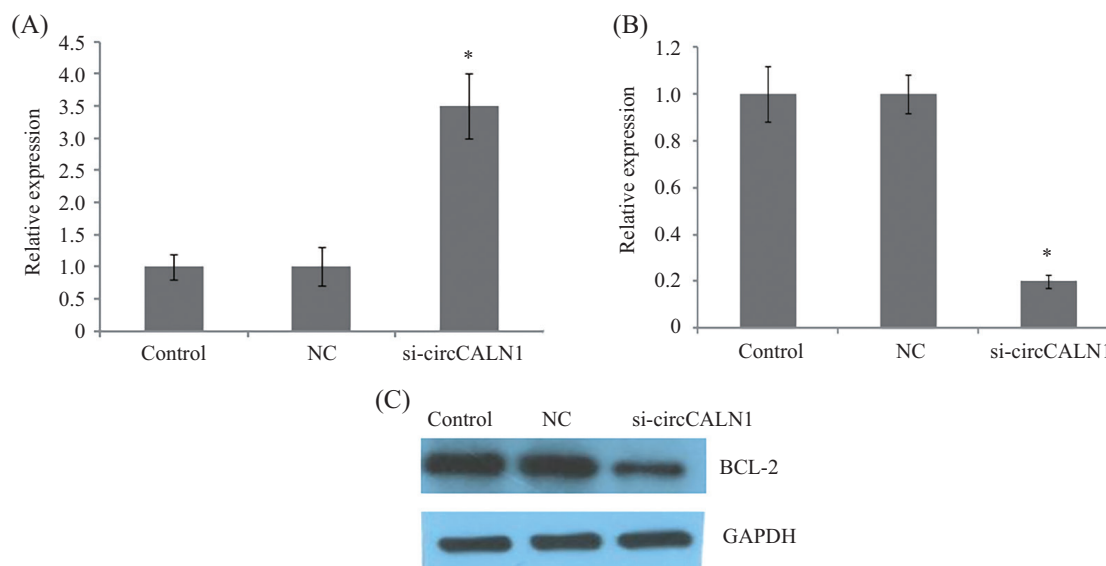 (A)
4.5
4.0
3.5
3.0
2.5
2.0
1.5
1.0
0.5
0
Relative expression
*
Control NC si-circCALN1
(B)
1.2
1.0
0.8
0.6
0.4
0.2
0
Relative expression
*
Control NC si-circCALN1
(C)
Control NC si-circCALN1
BCL-2
GAPDH